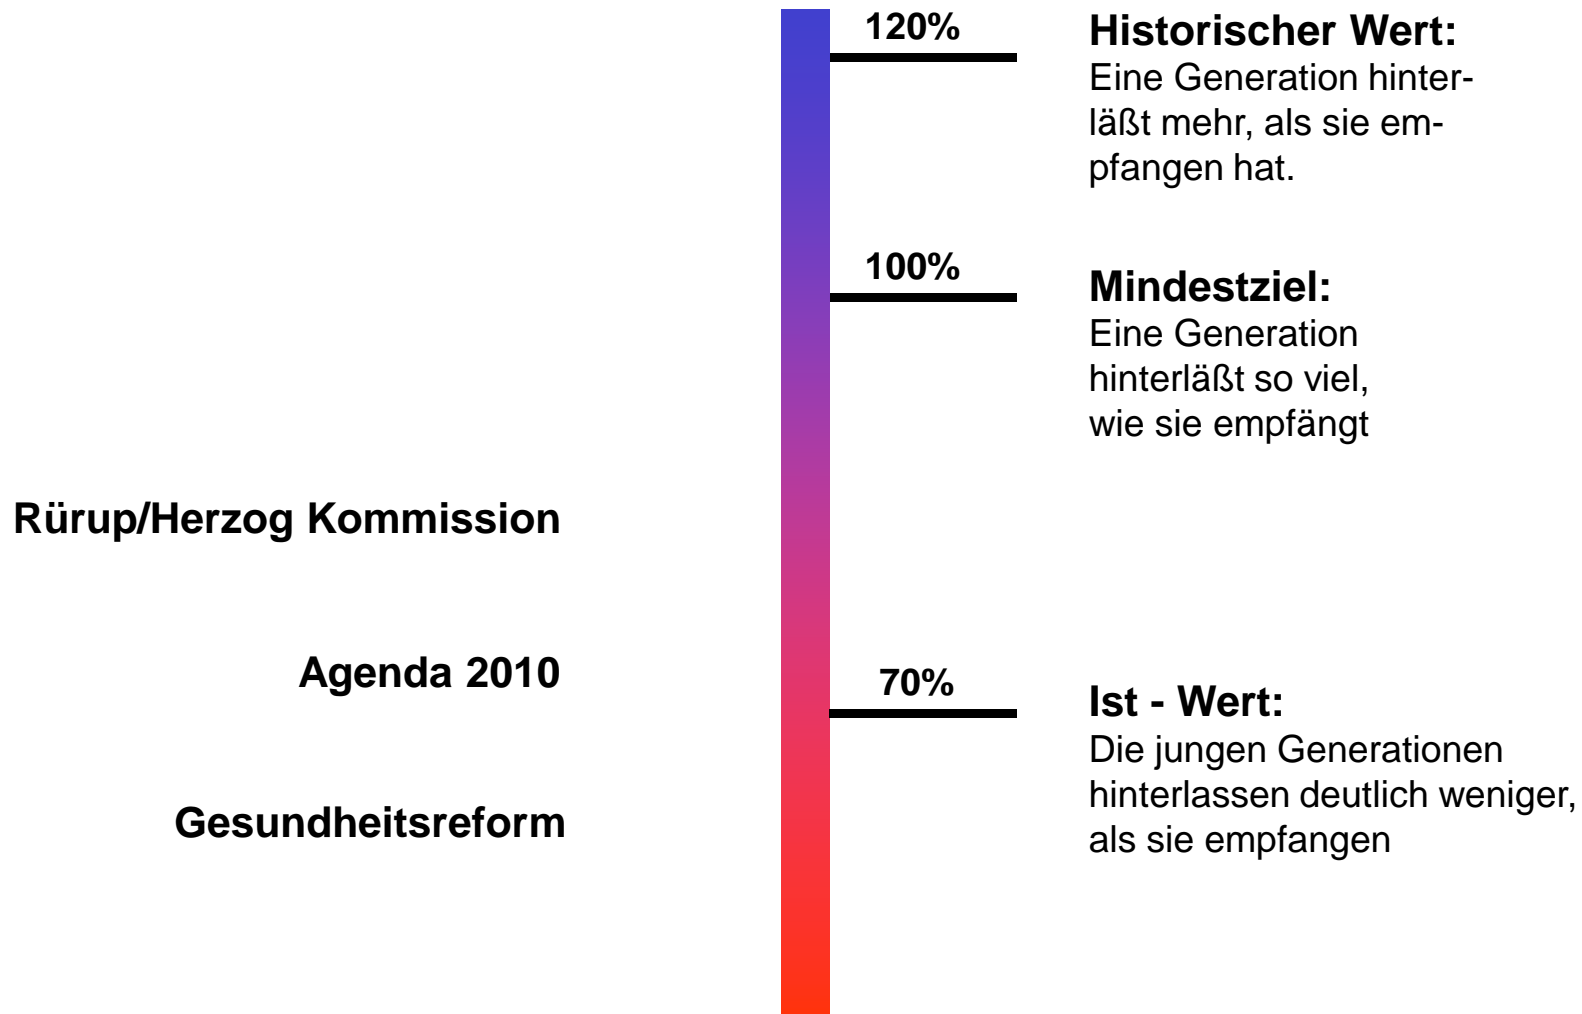 120%
Historischer Wert:
Eine Generation hinter-
läßt mehr, als sie em-
pfangen hat.
100%
Mindestziel:
Eine Generation
hinterläßt so viel,
wie sie empfängt
Rürup/Herzog Kommission
Agenda 2010
70%
Ist - Wert:
Die jungen Generationen
hinterlassen deutlich weniger,
als sie empfangen
Gesundheitsreform